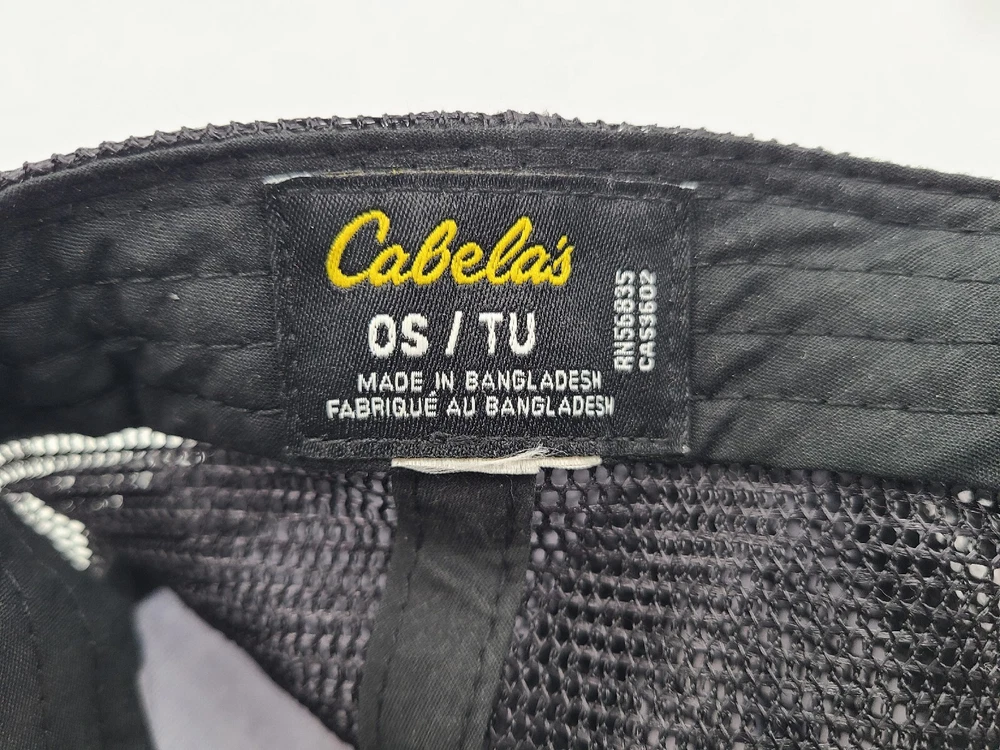 Cabela's
OS / TU
MADE IN BANGLADESH
FABRIQUÉ AU BANGLADESH
RN56835
CA53602